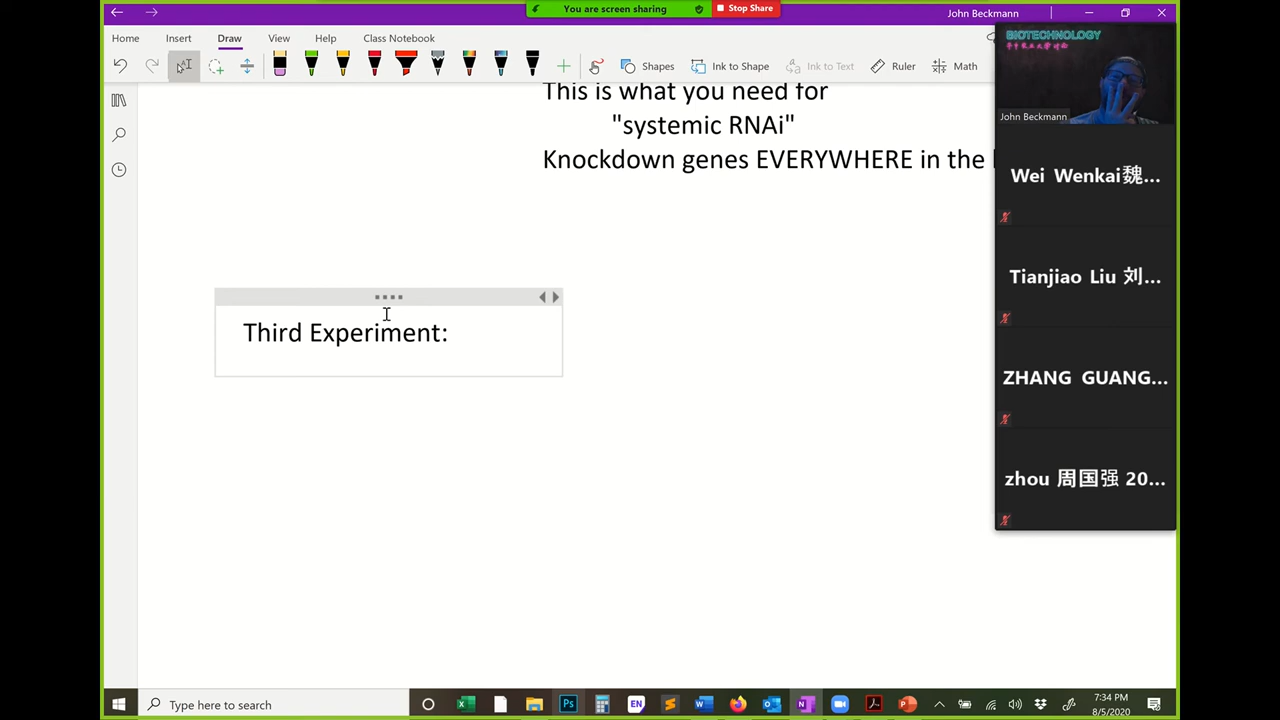 You are screen sharing
Stop Share
John Beckmann
Home
Insert
Draw
View
Help
Class Notebook
Shapes
Ink to Shape
Ink to Text
Ruler
Math
This is what you need for
"systemic RNAi"
Knockdown genes EVERYWHERE in the
Third Experiment:
BIOTECHNOLOGY
John Beckmann
Wei Wenkai魏...
Tianjiao Liu 刘...
ZHANG GUANG...
zhou 周国强 20...
Type here to search
EN
7:34 PM
8/5/2020